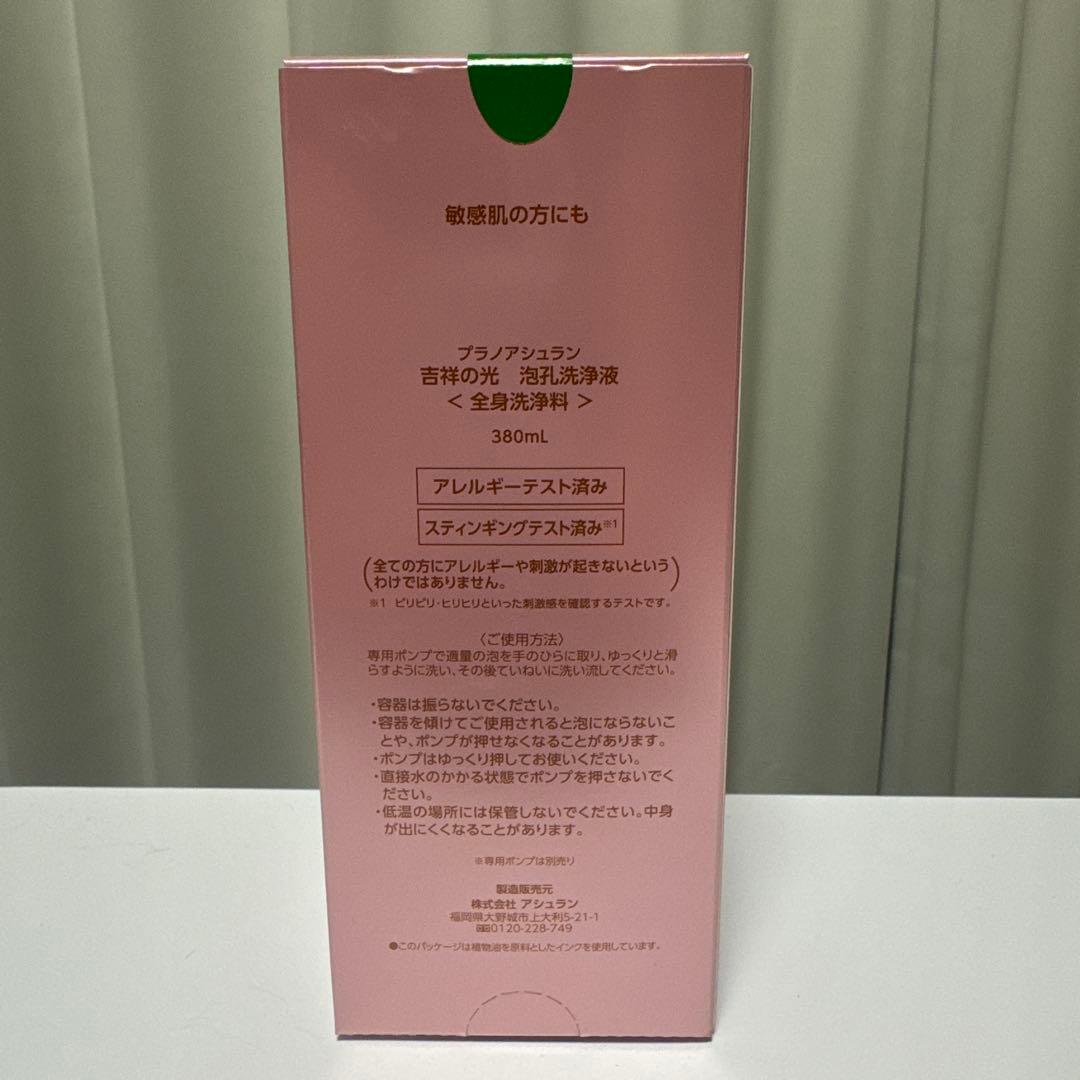 敏感肌の方にも
プラノアシュラン
吉祥の光　泡孔洗浄液
＜ 全身洗浄料 ＞
380mL
アレルギーテスト済み
スティンギングテスト済み※1
(全ての方にアレルギーや刺激が起きないという
わけではありません。)
※1 ピリピリ・ヒリヒリといった刺激感を確認するテストです。
〈ご使用方法〉
専用ポンプで適量の泡を手のひらに取り、ゆっくりと滑
らすように洗い、その後ていねいに洗い流してください。
・容器は振らないでください。
・容器を傾けてご使用されると泡にならないこ
とや、ポンプが押せなくなることがあります。
・ポンプはゆっくり押してお使いください。
・直接水のかかる状態でポンプを押さないでく
ださい。
・低温の場所には保管しないでください。中身
が出にくくなることがあります。
※専用ポンプは別売り
製造販売元
株式会社 アシュラン
福岡県大野城市上大利5-21-1
0120-228-749
●このパッケージは植物油を原料としたインクを使用しています。